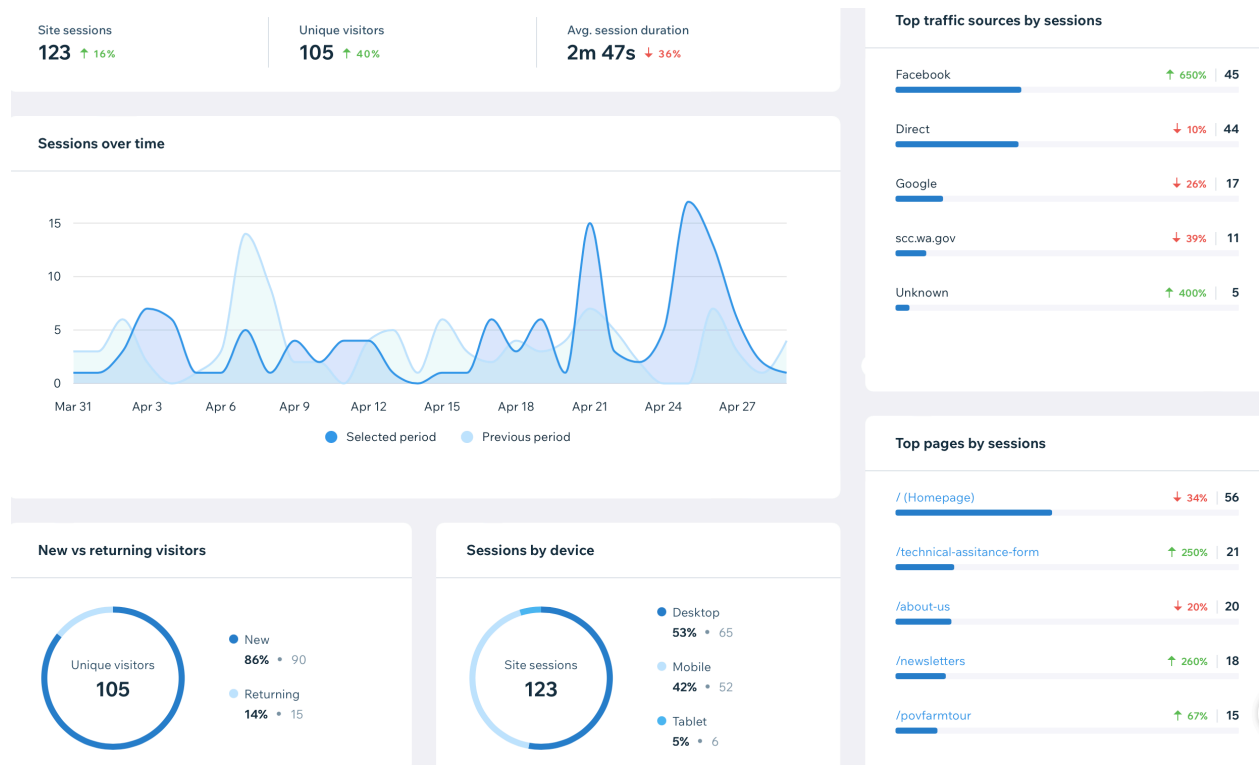 Site sessions
123 ↑ 16%
Unique visitors
105 ↑ 40%
Avg. session duration
2m 47s ↓ 36%
Sessions over time
15
10
5
0
Mar 31 Apr 3 Apr 6 Apr 9 Apr 12 Apr 15 Apr 18 Apr 21 Apr 24 Apr 27
Selected period Previous period
New vs returning visitors
Unique visitors
105
New
86% • 90
Returning
14% • 15
Sessions by device
Site sessions
123
Desktop
53% • 65
Mobile
42% • 52
Tablet
5% • 6
Top traffic sources by sessions
Facebook ↑ 650% 45
Direct ↓ 10% 44
Google ↓ 26% 17
scc.wa.gov ↓ 39% 11
Unknown ↑ 400% 5
Top pages by sessions
/ (Homepage) ↓ 34% 56
/technical-assitance-form ↑ 250% 21
/about-us ↓ 20% 20
/newsletters ↑ 260% 18
/povfarmtour ↑ 67% 15